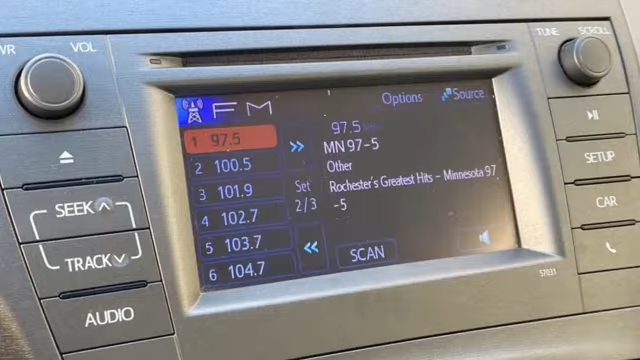 PWR
VOL
TUNE
SCROLL
FM
Options
Source
1 97.5
97.5
MN 97-5
2 100.5
Other
3 101.9
Set
2/3
Rochester's Greatest Hits - Minnesota 97
-5
4 102.7
5 103.7
6 104.7
SCAN
SEEK
TRACK
AUDIO
SETUP
CAR
57031